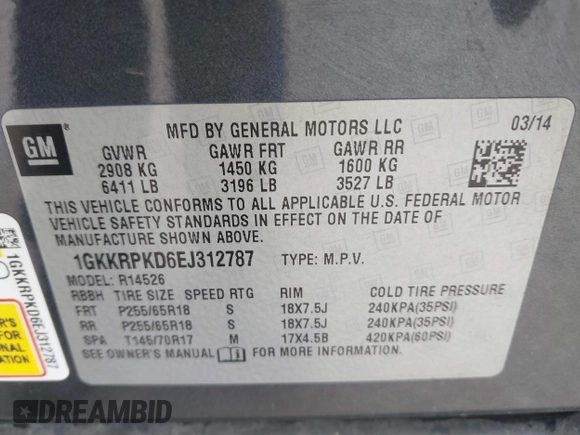 GM
MFD BY GENERAL MOTORS LLC 03/14
GVWR GAWR FRT GAWR RR
2908 KG 1450 KG 1600 KG
6411 LB 3196 LB 3527 LB
THIS VEHICLE CONFORMS TO ALL APPLICABLE U.S. FEDERAL MOTOR
VEHICLE SAFETY STANDARDS IN EFFECT ON THE DATE OF
MANUFACTURE SHOWN ABOVE.
1GKKRPKD6EJ312787 TYPE: M.P.V.
MODEL: R14526
RBBH TIRE SIZE SPEED RTG RIM COLD TIRE PRESSURE
FRT P255/65R18 S 18X7.5J 240KPA(35PSI)
RR P255/65R18 S 18X7.5J 240KPA(35PSI)
SPA T145/70R17 M 17X4.5B 420KPA(60PSI)
SEE OWNER'S MANUAL FOR MORE INFORMATION.
1GKKRPKD6EJ312787
FOR
DREAMBID